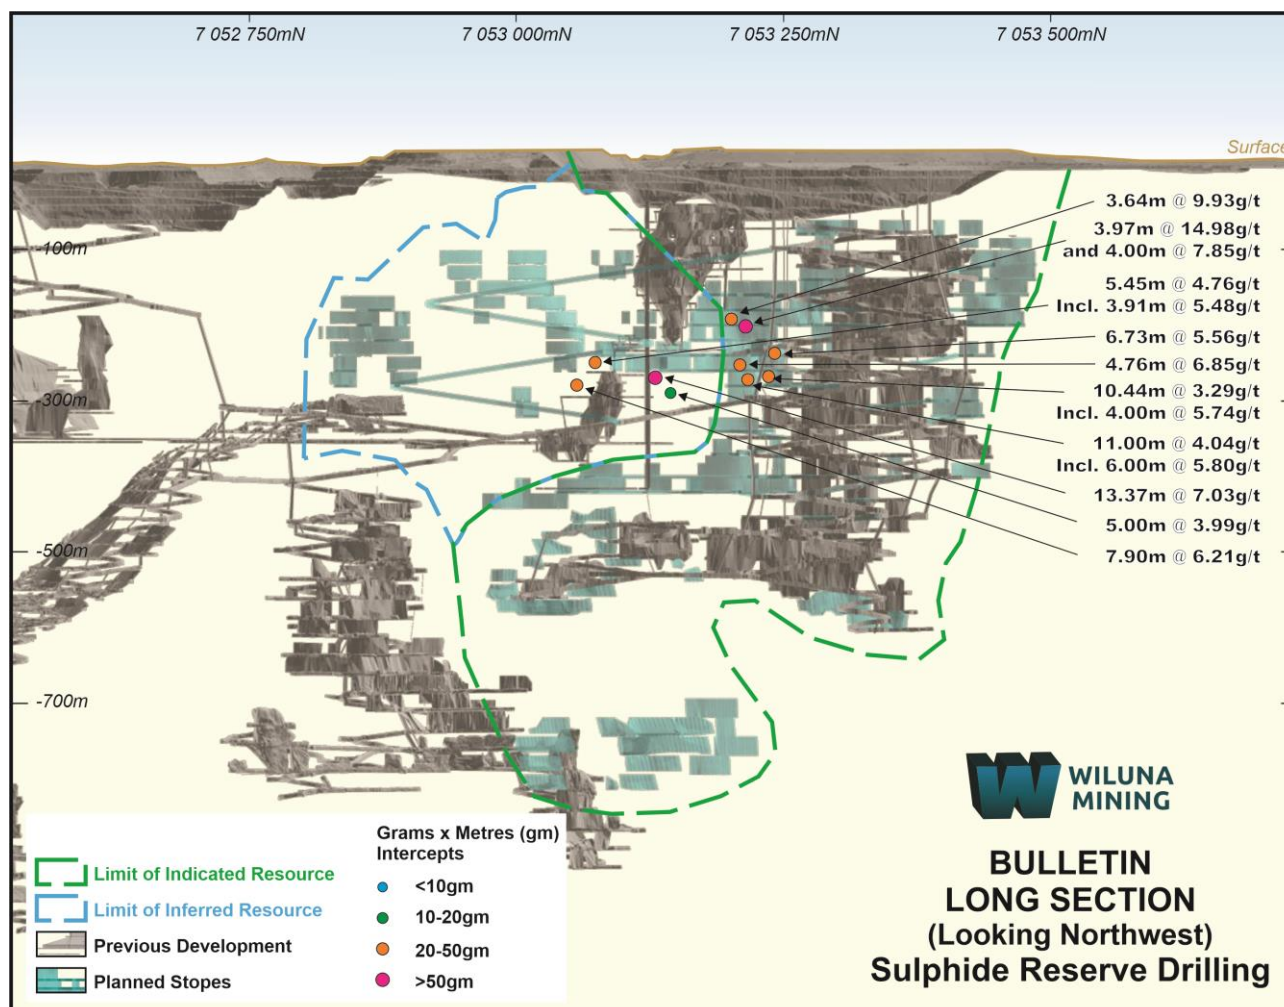 7 052 750mN
7 053 000mN
7 053 250mN
7 053 500mN
Surface
-100m
-300m
-500m
-700m
3.64m @ 9.93g/t
3.97m @ 14.98g/t
and 4.00m @ 7.85g/t
5.45m @ 4.76g/t
Incl. 3.91m @ 5.48g/t
6.73m @ 5.56g/t
4.76m @ 6.85g/t
10.44m @ 3.29g/t
Incl. 4.00m @ 5.74g/t
11.00m @ 4.04g/t
Incl. 6.00m @ 5.80g/t
13.37m @ 7.03g/t
5.00m @ 3.99g/t
7.90m @ 6.21g/t
Limit of Indicated Resource
Limit of Inferred Resource
Previous Development
Planned Stopes
Grams x Metres (gm)
Intercepts
<10gm
10-20gm
20-50gm
>50gm
W WILUNA
MINING
BULLETIN
LONG SECTION
(Looking Northwest)
Sulphide Reserve Drilling